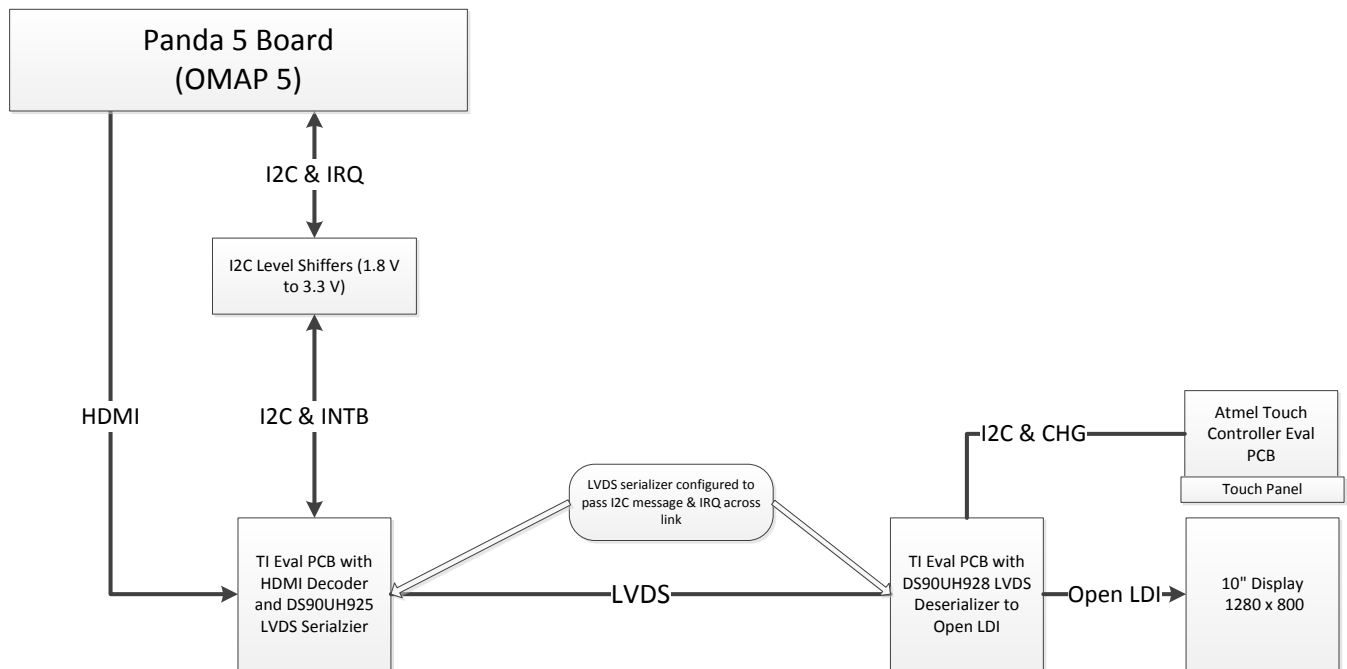 Panda 5 Board
(OMAP 5)
I2C & IRQ
I2C Level Shiffers (1.8 V
to 3.3 V)
HDMI
I2C & INTB
I2C & CHG
Atmel Touch
Controller Eval
PCB
Touch Panel
LVDS serializer configured to
pass I2C message & IRQ across
link
TI Eval PCB with
HDMI Decoder
and DS90UH925
LVDS Serialzier
LVDS
TI Eval PCB with
DS90UH928 LVDS
Deserializer to
Open LDI
Open LDI
10" Display
1280 x 800